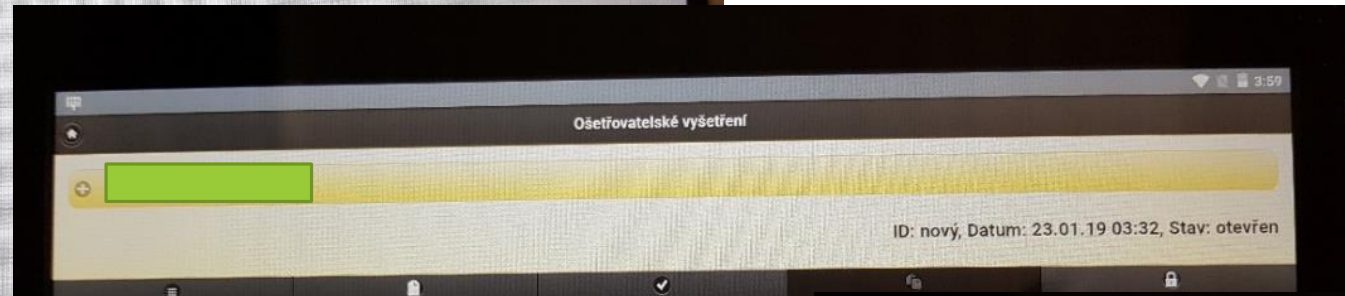 3:59
Ošetřovatelské vyšetření
ID: nový, Datum: 23.01.19 03:32, Stav: otevřen